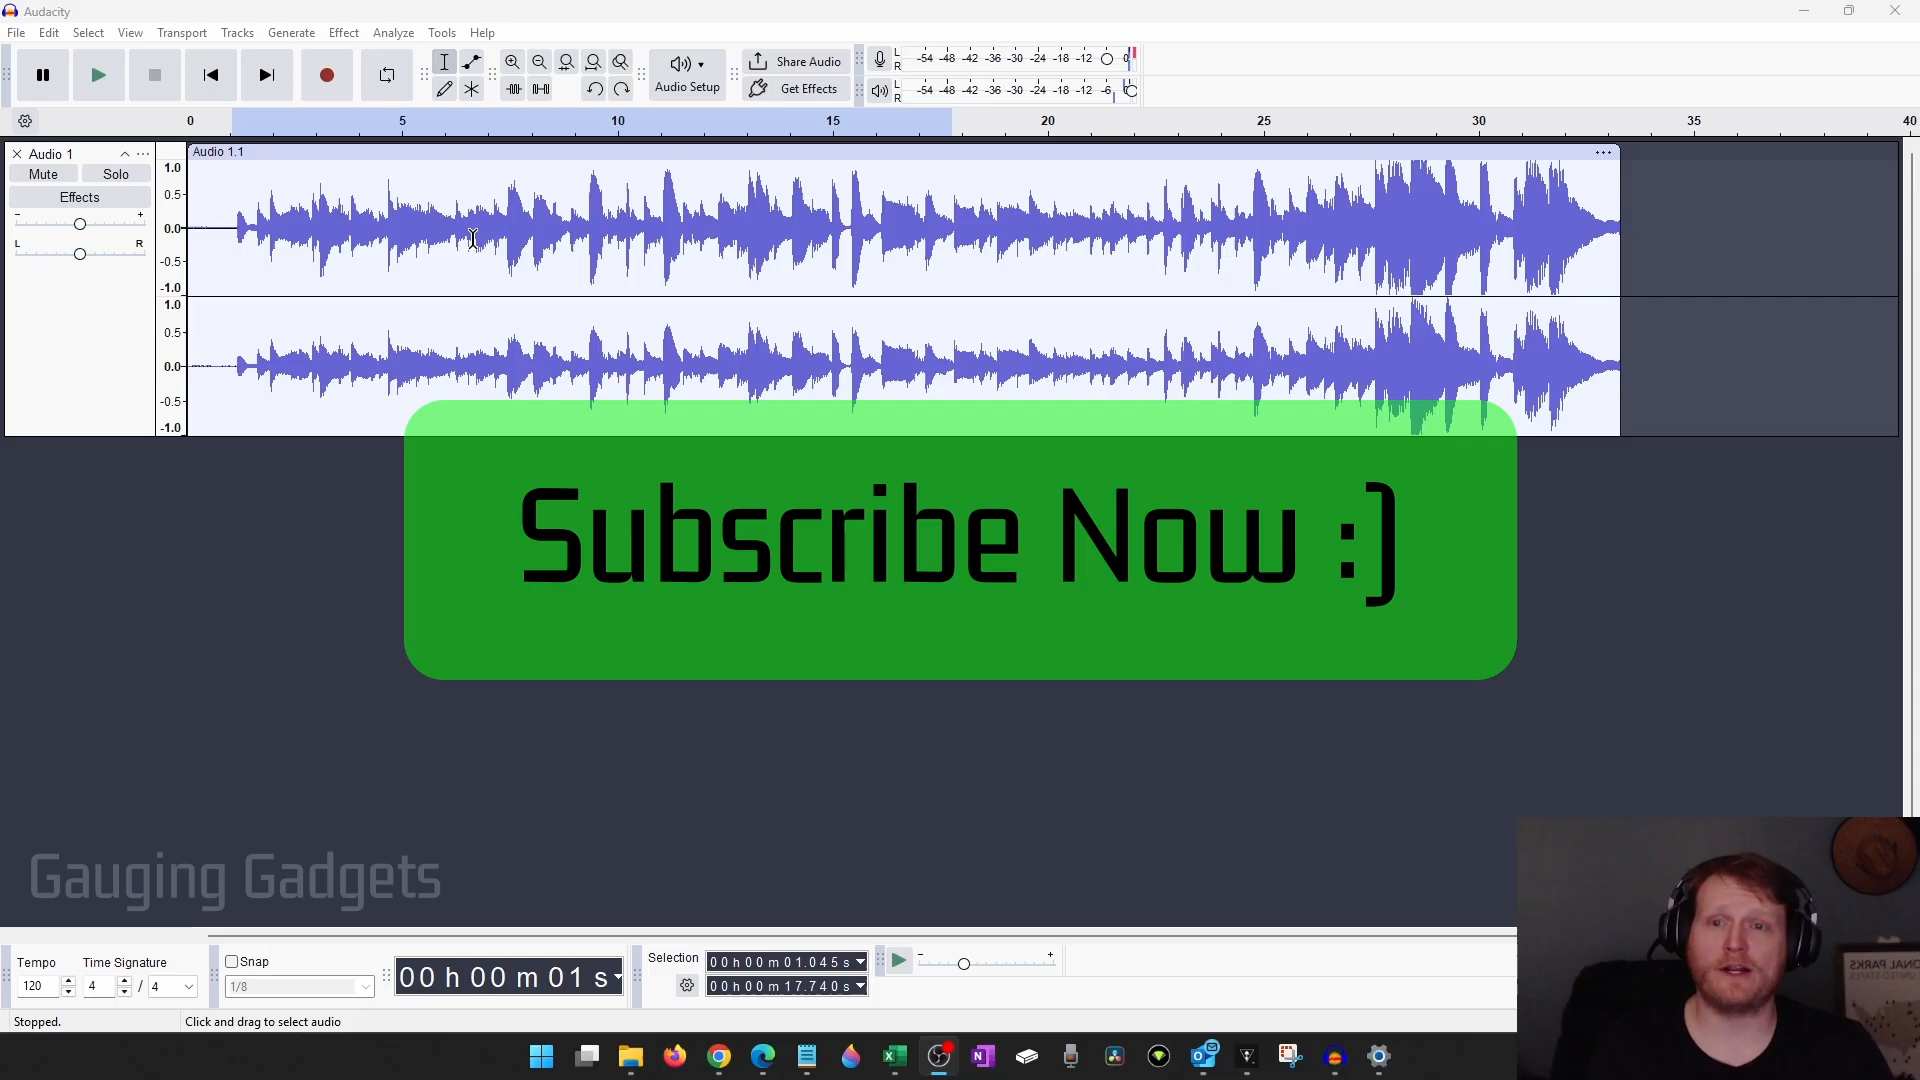 Audacity
File Edit Select View Transport Tracks Generate Effect Analyze Tools Help
Audio Setup
Share Audio
Get Effects
L
R
-54 -48 -42 -36 -30 -24 -18 -12 0
L
R
-54 -48 -42 -36 -30 -24 -18 -12 -6
0 5 10 15 20 25 30 35 40
Audio 1
Mute Solo
Effects
- +
L R
Audio 1.1
1.0
0.5
0.0
-0.5
-1.0
1.0
0.5
0.0
-0.5
-1.0
Subscribe Now :)
Gauging Gadgets
Tempo
120
Time Signature
4 / 4
Snap
1/8
00 h 00 m 01 s
Selection
00 h 00 m 01.045 s
00 h 00 m 17.740 s
- +
Stopped.
Click and drag to select audio